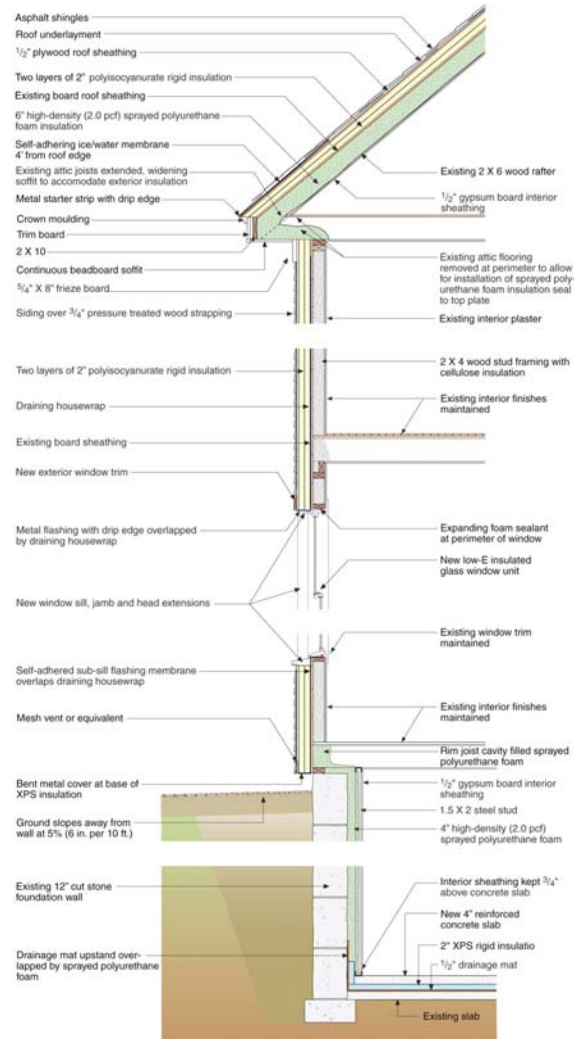 Asphalt shingles
Roof underlayment
1/2" plywood roof sheathing
Two layers of 2" polyisocyanurate rigid insulation
Existing board roof sheathing
6" high-density (2.0 pcf) sprayed polyurethane
foam insulation
Self-adhering ice/water membrane
4' from roof edge
Existing attic joists extended, widening
soffit to accomodate exterior insulation
Metal starter strip with drip edge
Crown moulding
Trim board
2 X 10
Continuous beadboard soffit
5/4" X 8" frieze board
Siding over 3/4" pressure treated wood strapping
Existing 2 X 6 wood rafter
1/2" gypsum board interior
sheathing
Existing attic flooring
removed at perimeter to allow
for installation of sprayed poly-
urethane foam insulation seal
to top plate
Existing interior plaster
Two layers of 2" polyisocyanurate rigid insulation
Draining housewrap
Existing board sheathing
New exterior window trim
Metal flashing with drip edge overlapped
by draining housewrap
New window sill, jamb and head extensions
Self-adhered sub-sill flashing membrane
overlaps draining housewrap
Mesh vent or equivalent
Bent metal cover at base of
XPS insulation
Ground slopes away from
wall at 5% (6 in. per 10 ft.)
2 X 4 wood stud framing with
cellulose insulation
Existing interior finishes
maintained
Expanding foam sealant
at perimeter of window
New low-E insulated
glass window unit
Existing window trim
maintained
Existing interior finishes
maintained
Rim joist cavity filled sprayed
polyurethane foam
1/2" gypsum board interior
sheathing
1.5 X 2 steel stud
4" high-density (2.0 pcf)
sprayed polyurethane foam
Existing 12" cut stone
foundation wall
Drainage mat upstand over-
lapped by sprayed polyurethane
foam
Interior sheathing kept 3/4"
above concrete slab
New 4" reinforced
concrete slab
2" XPS rigid insulatio
1/2" drainage mat
Existing slab